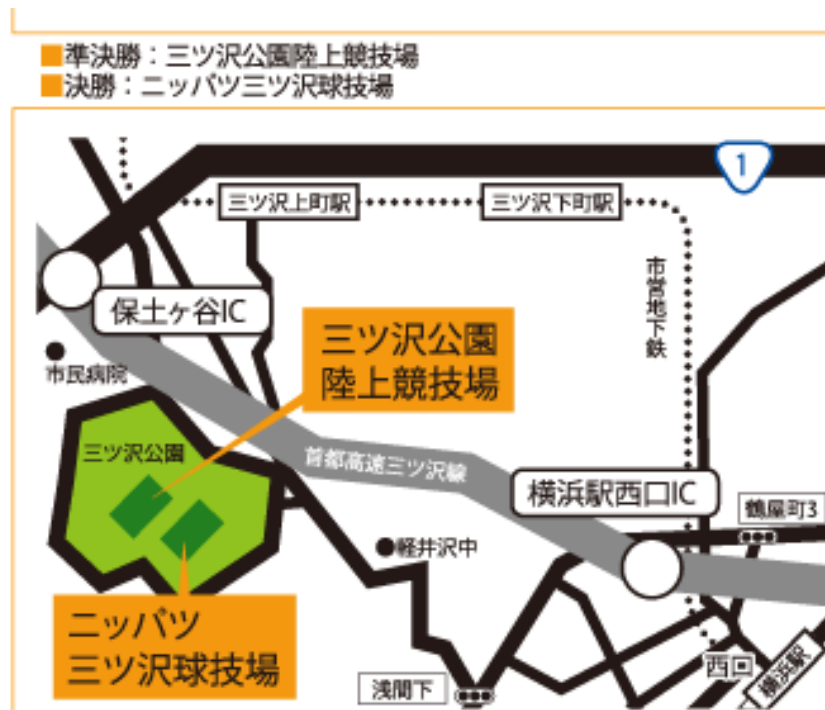 ■準決勝：三ツ沢公園陸上競技場
■決勝：ニッパツ三ツ沢球技場
1
三ツ沢上町駅
三ツ沢下町駅
市営地下鉄
保土ヶ谷IC
三ツ沢公園
陸上競技場
市民病院
三ツ沢公園
首都高速三ツ沢線
横浜駅西口IC
鶴屋町3
軽井沢中
ニッパツ
三ツ沢球技場
浅間下
西口
横浜駅